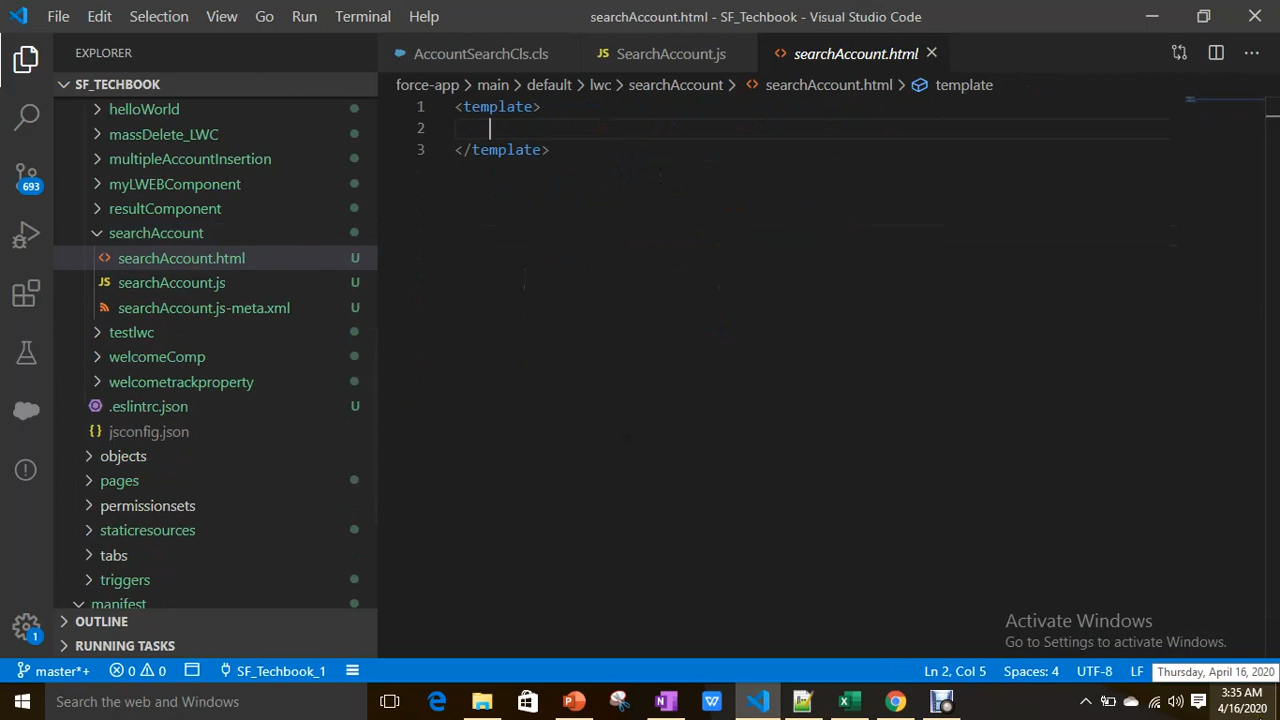 File Edit Selection View Go Run Terminal Help searchAccount.html - SF_Techbook - Visual Studio Code
EXPLORER
AccountSearchCls.cls JS SearchAccount.js <> searchAccount.html
SF_TECHBOOK
force-app > main > default > lwc > searchAccount > <> searchAccount.html > template
helloWorld
massDelete_LWC
multipleAccountInsertion
myLWEBComponent
resultComponent
searchAccount
<> searchAccount.html U
JS searchAccount.js U
searchAccount.js-meta.xml U
testlwc
welcomeComp
welcometrackproperty
.eslintrc.json U
{} jsconfig.json
objects
pages
permissionsets
staticresources
tabs
triggers
manifest
OUTLINE
RUNNING TASKS
693
1
1 <template>
2
3 </template>
Activate Windows
Go to Settings to activate Windows.
master*+ 0 0 SF_Techbook_1 Ln 2, Col 5 Spaces: 4 UTF-8 LF Thursday, April 16, 2020
Search the web and Windows
3:35 AM
4/16/2020